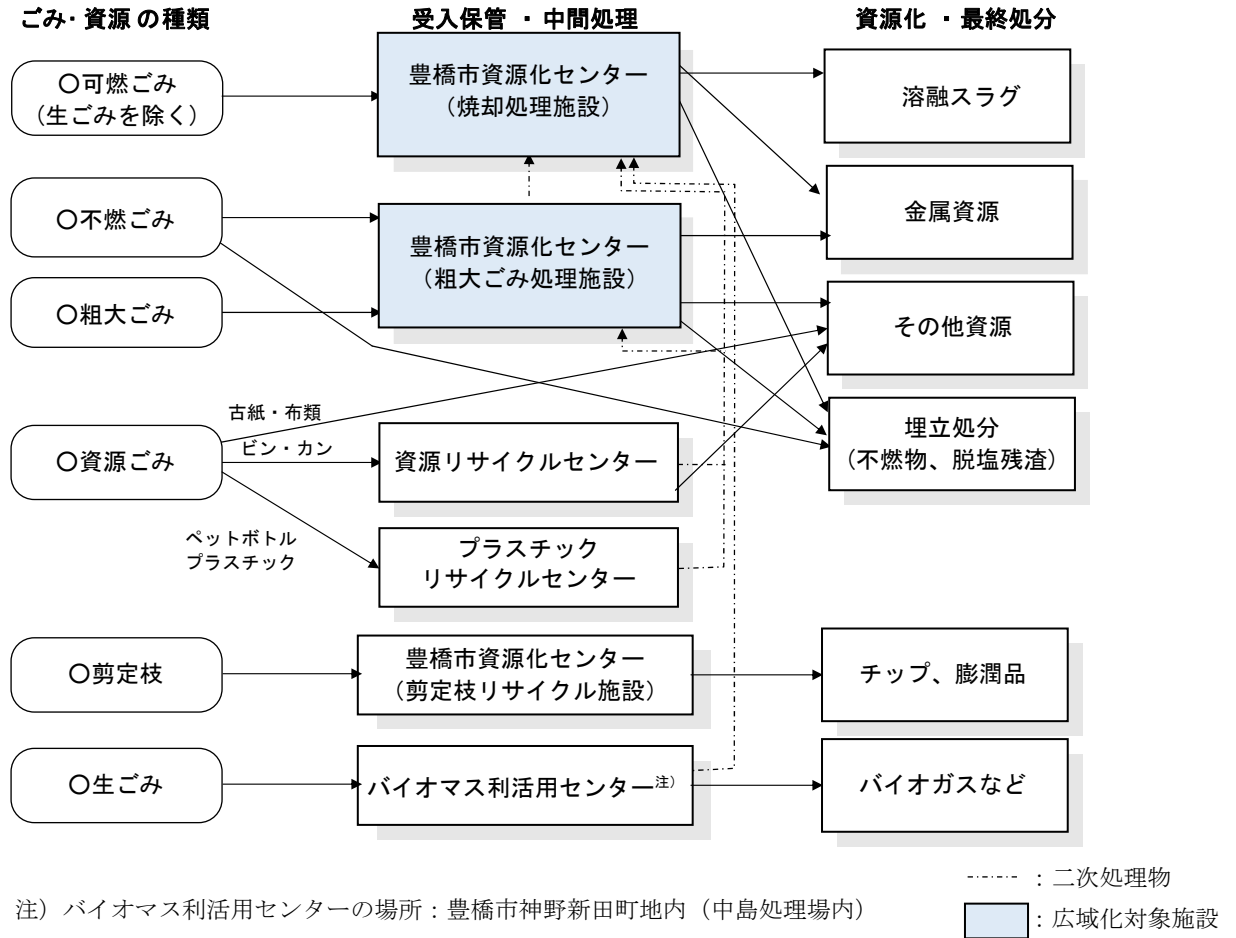 ごみ・資源の種類
受入保管・中間処理
資源化・最終処分
〇可燃ごみ
（生ごみを除く）
豊橋市資源化センター
（焼却処理施設）
溶融スラグ
〇不燃ごみ
豊橋市資源化センター
（粗大ごみ処理施設）
金属資源
〇粗大ごみ
その他資源
古紙・布類
ビン・カン
〇資源ごみ
資源リサイクルセンター
埋立処分
（不燃物、脱塩残渣）
ペットボトル
プラスチック
プラスチック
リサイクルセンター
〇剪定枝
豊橋市資源化センター
（剪定枝リサイクル施設）
チップ、膨潤品
〇生ごみ
バイオマス利活用センター注）
バイオガスなど
：二次処理物
注）バイオマス利活用センターの場所：豊橋市神野新田町地内（中島処理場内）
：広域化対象施設